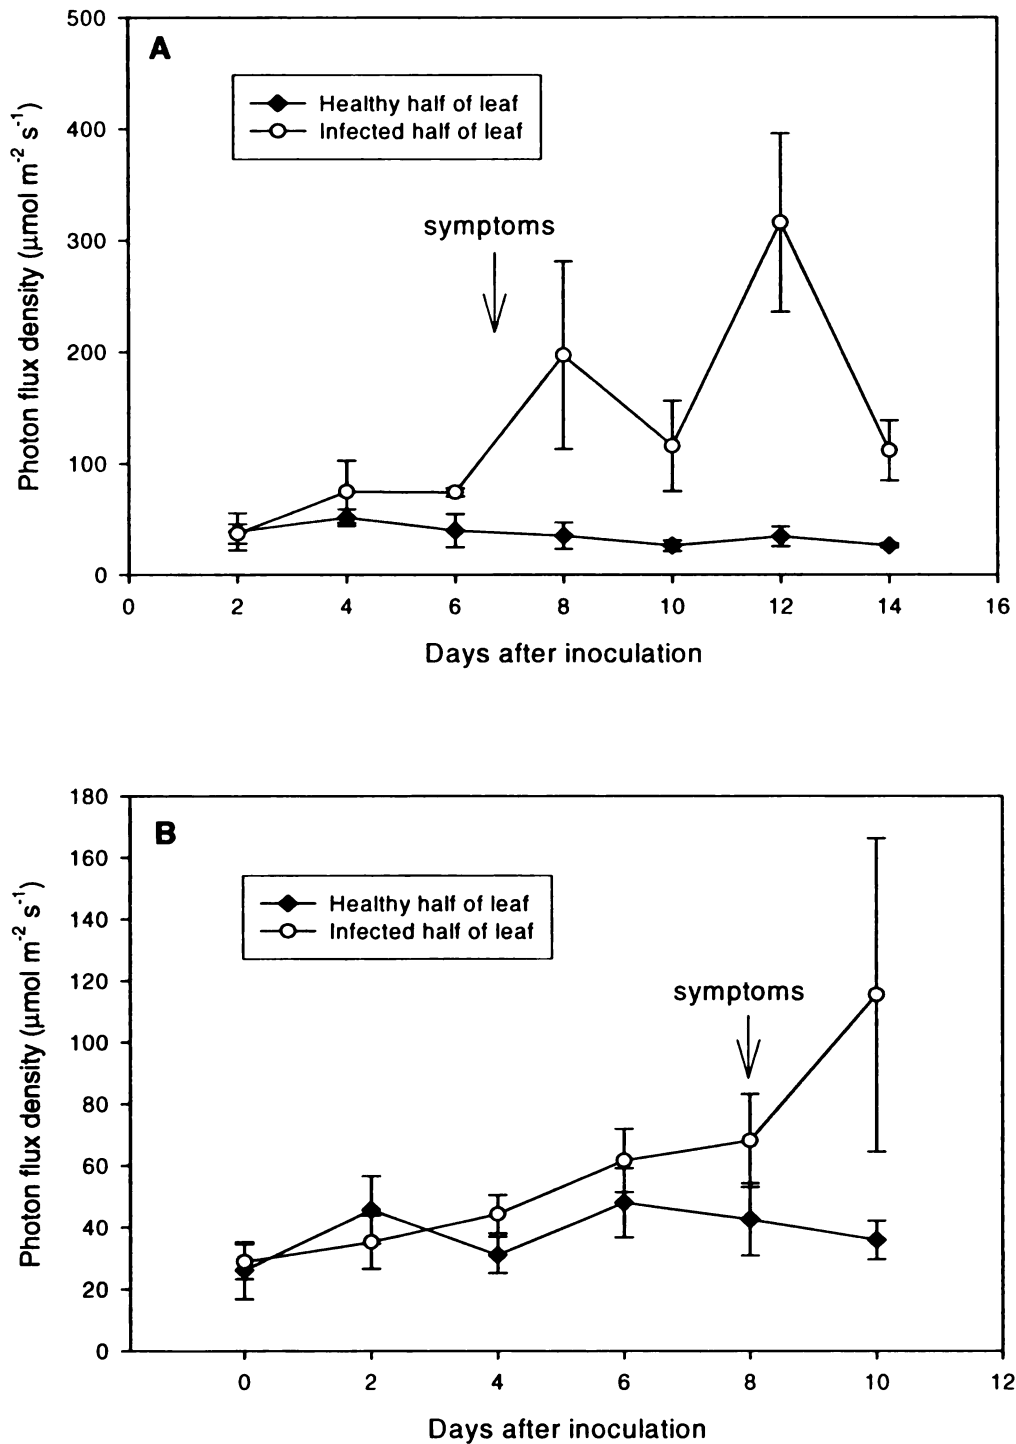 500
A
Healthy half of leaf
Infected half of leaf
400
symptoms
300
200
100
0
Photon flux density (μmol m⁻² s⁻¹)
0 2 4 6 8 10 12 14 16
Days after inoculation
180
B
160
Healthy half of leaf
Infected half of leaf
140
120
symptoms
100
80
60
40
20
0
Photon flux density (μmol m⁻² s⁻¹)
0 2 4 6 8 10 12
Days after inoculation